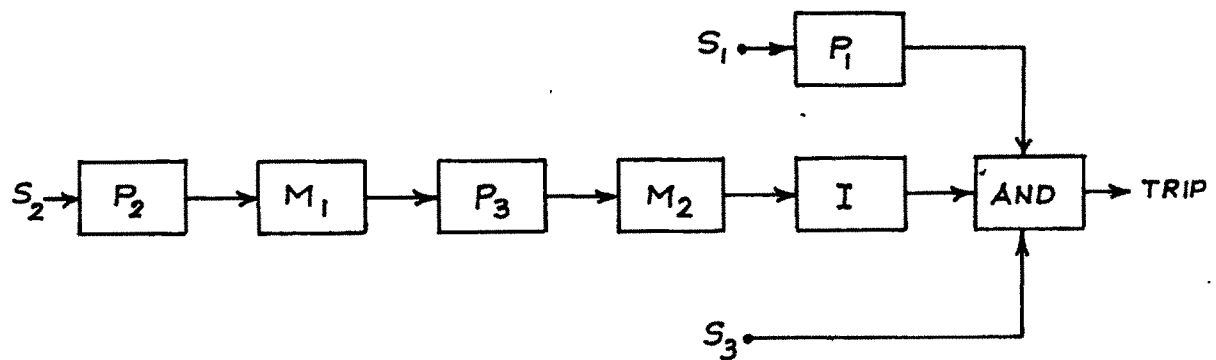 S₁ P₁
S₂ P₂ M₁ P₃ M₂ I AND TRIP
S₃